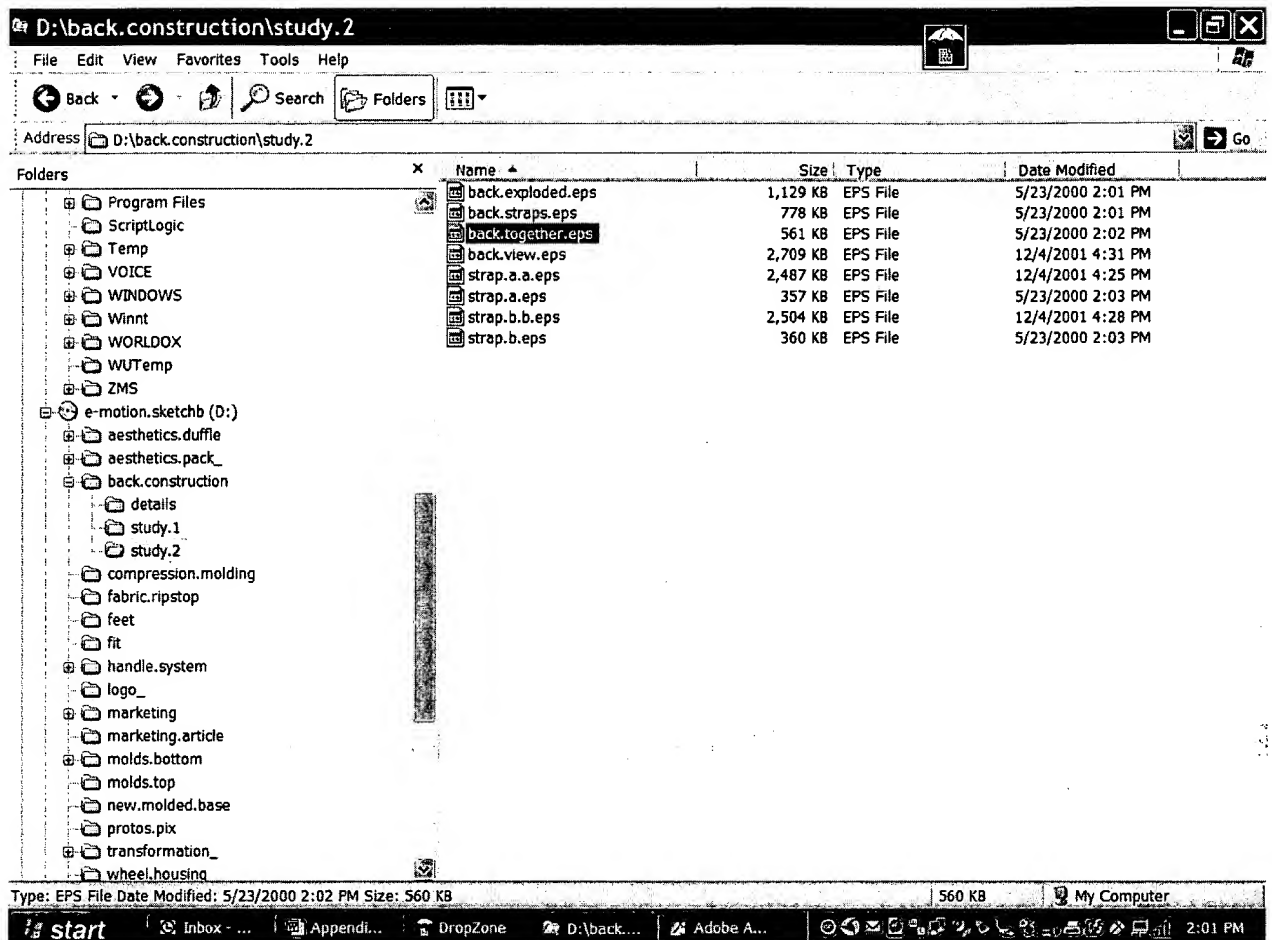 D:\back.construction\study.2
File Edit View Favorites Tools Help
Back Search Folders
Address D:\back.construction\study.2 Go
Folders x
Program Files
ScriptLogic
Temp
VOICE
WINDOWS
Winnt
WORLDOX
WUTemp
ZMS
e-motion.sketchb (D:)
aesthetics.duffle
aesthetics.pack_
back.construction
details
study.1
study.2
compression.molding
fabric.ripstop
feet
fit
handle.system
logo_
marketing
marketing.article
molds.bottom
molds.top
new.molded.base
protos.pix
transformation_
wheel.housing
Name Size Type Date Modified
back.exploded.eps 1,129 KB EPS File 5/23/2000 2:01 PM
back.straps.eps 778 KB EPS File 5/23/2000 2:01 PM
back.together.eps 561 KB EPS File 5/23/2000 2:02 PM
back.view.eps 2,709 KB EPS File 12/4/2001 4:31 PM
strap.a.a.eps 2,487 KB EPS File 12/4/2001 4:25 PM
strap.a.eps 357 KB EPS File 5/23/2000 2:03 PM
strap.b.b.eps 2,504 KB EPS File 12/4/2001 4:28 PM
strap.b.eps 360 KB EPS File 5/23/2000 2:03 PM
Type: EPS File Date Modified: 5/23/2000 2:02 PM Size: 560 KB 560 KB My Computer
start Inbox - ... Appendi... DropZone D:\back.... Adobe A... 2:01 PM